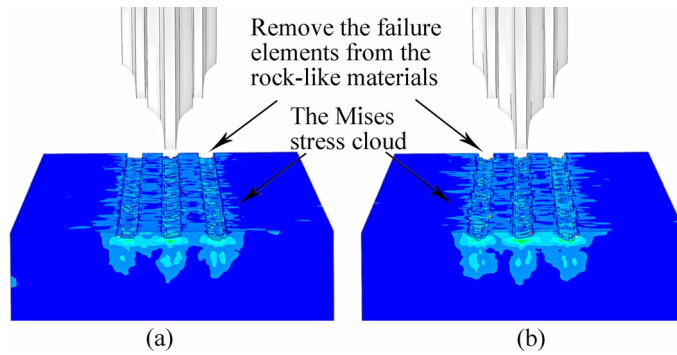 Remove the failure
elements from the
rock-like materials
The Mises
stress cloud
(a)
(b)